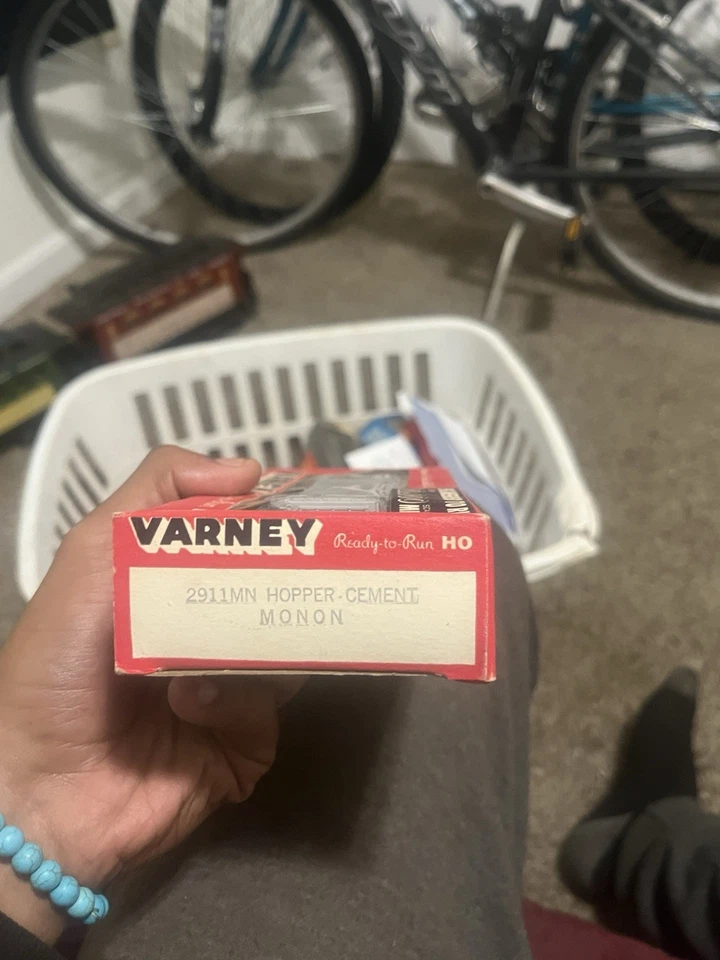 VARNEY Ready-to-Run HO
2911MN HOPPER-CEMENT
MONON